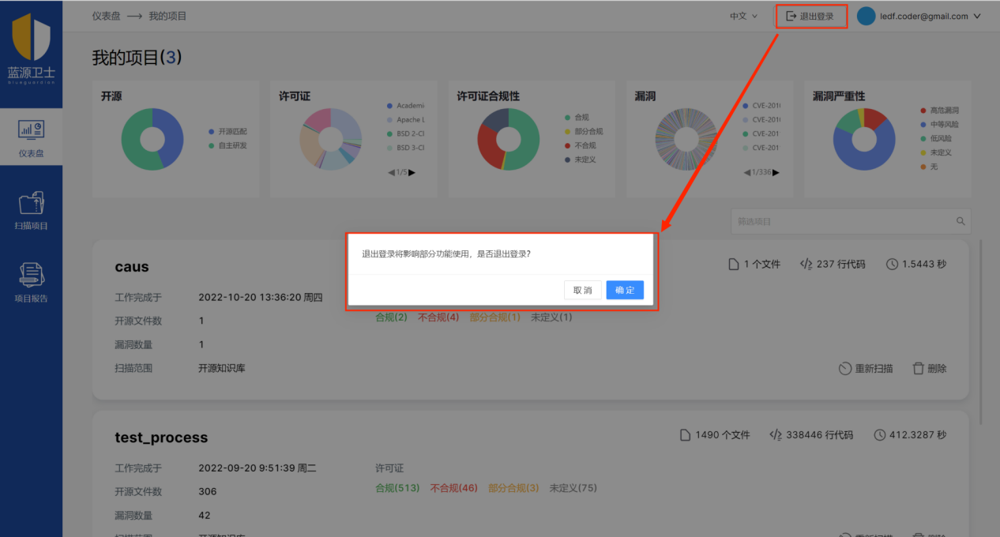 蓝源卫士
blueguardian
仪表盘
扫描项目
项目报告
仪表盘 → 我的项目
中文
退出登录
ledf.coder@gmail.com
我的项目(3)
开源
开源匹配
自主研发
许可证
Academi
Apache L
BSD 2-Cl
BSD 3-Cl
1/5
许可证合规性
合规
部分合规
不合规
未定义
漏洞
CVE-201
CVE-201
CVE-201
CVE-201
1/336
漏洞严重性
高危漏洞
中等风险
低风险
未定义
无
筛选项目
退出登录将影响部分功能使用，是否退出登录?
取消 确定
caus
1 个文件 237 行代码 1.5443 秒
工作完成于 2022-10-20 13:36:20 周四
开源文件数 1
合规(2) 不合规(4) 部分合规(1) 未定义(1)
漏洞数量 1
扫描范围 开源知识库
重新扫描 删除
test_process
1490 个文件 338446 行代码 412.3287 秒
工作完成于 2022-09-20 9:51:39 周二 许可证
开源文件数 306
合规(513) 不合规(46) 部分合规(3) 未定义(75)
漏洞数量 42